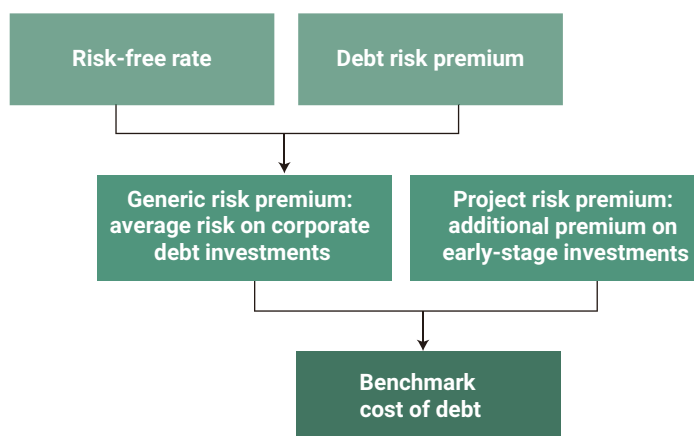 Risk-free rate
Debt risk premium
Generic risk premium:
average risk on corporate
debt investments
Project risk premium:
additional premium on
early-stage investments
Benchmark
cost of debt